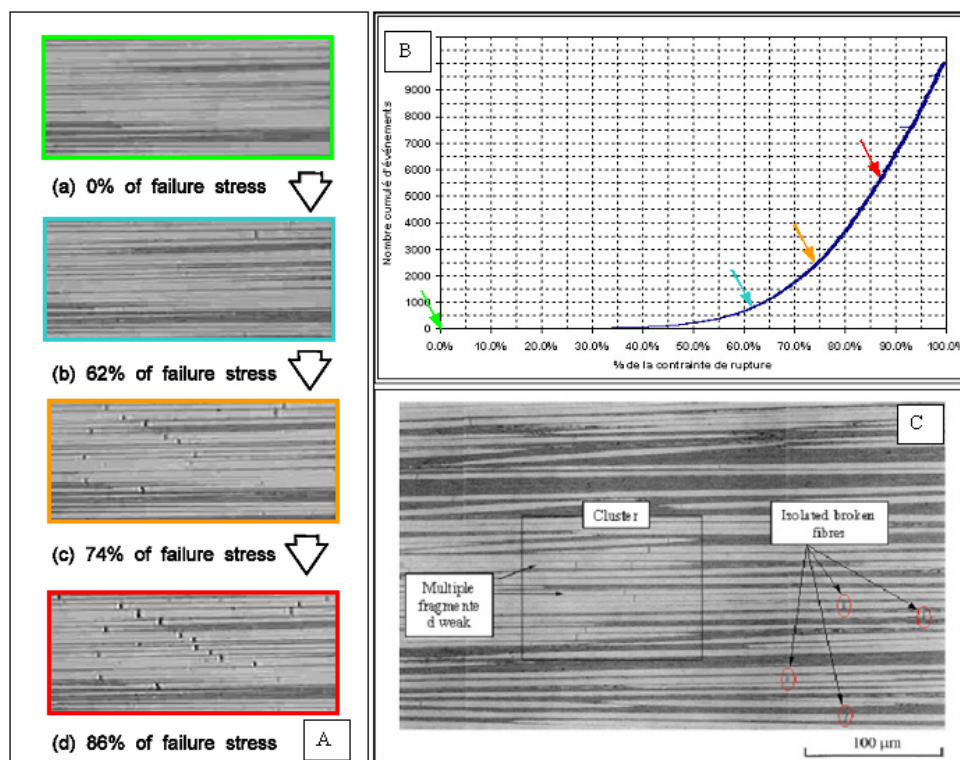 (a) 0% of failure stress
(b) 62% of failure stress
(c) 74% of failure stress
(d) 86% of failure stress
A
B
Nombre cumulé d'événements
9000
8000
7000
6000
5000
4000
3000
2000
1000
0
0.0% 10.0% 20.0% 30.0% 40.0% 50.0% 60.0% 70.0% 80.0% 90.0% 100.0%
% de la contrainte de rupture
C
Cluster
Isolated broken
fibres
Multiple
fragmente
d weak
100 µm